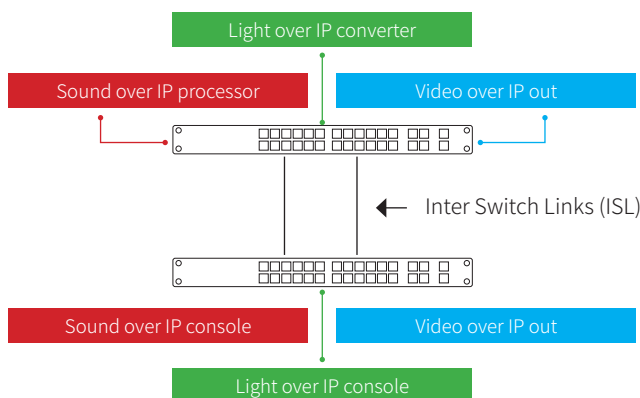 Light over IP converter
Sound over IP processor
Video over IP out
Inter Switch Links (ISL)
Sound over IP console
Video over IP out
Light over IP console